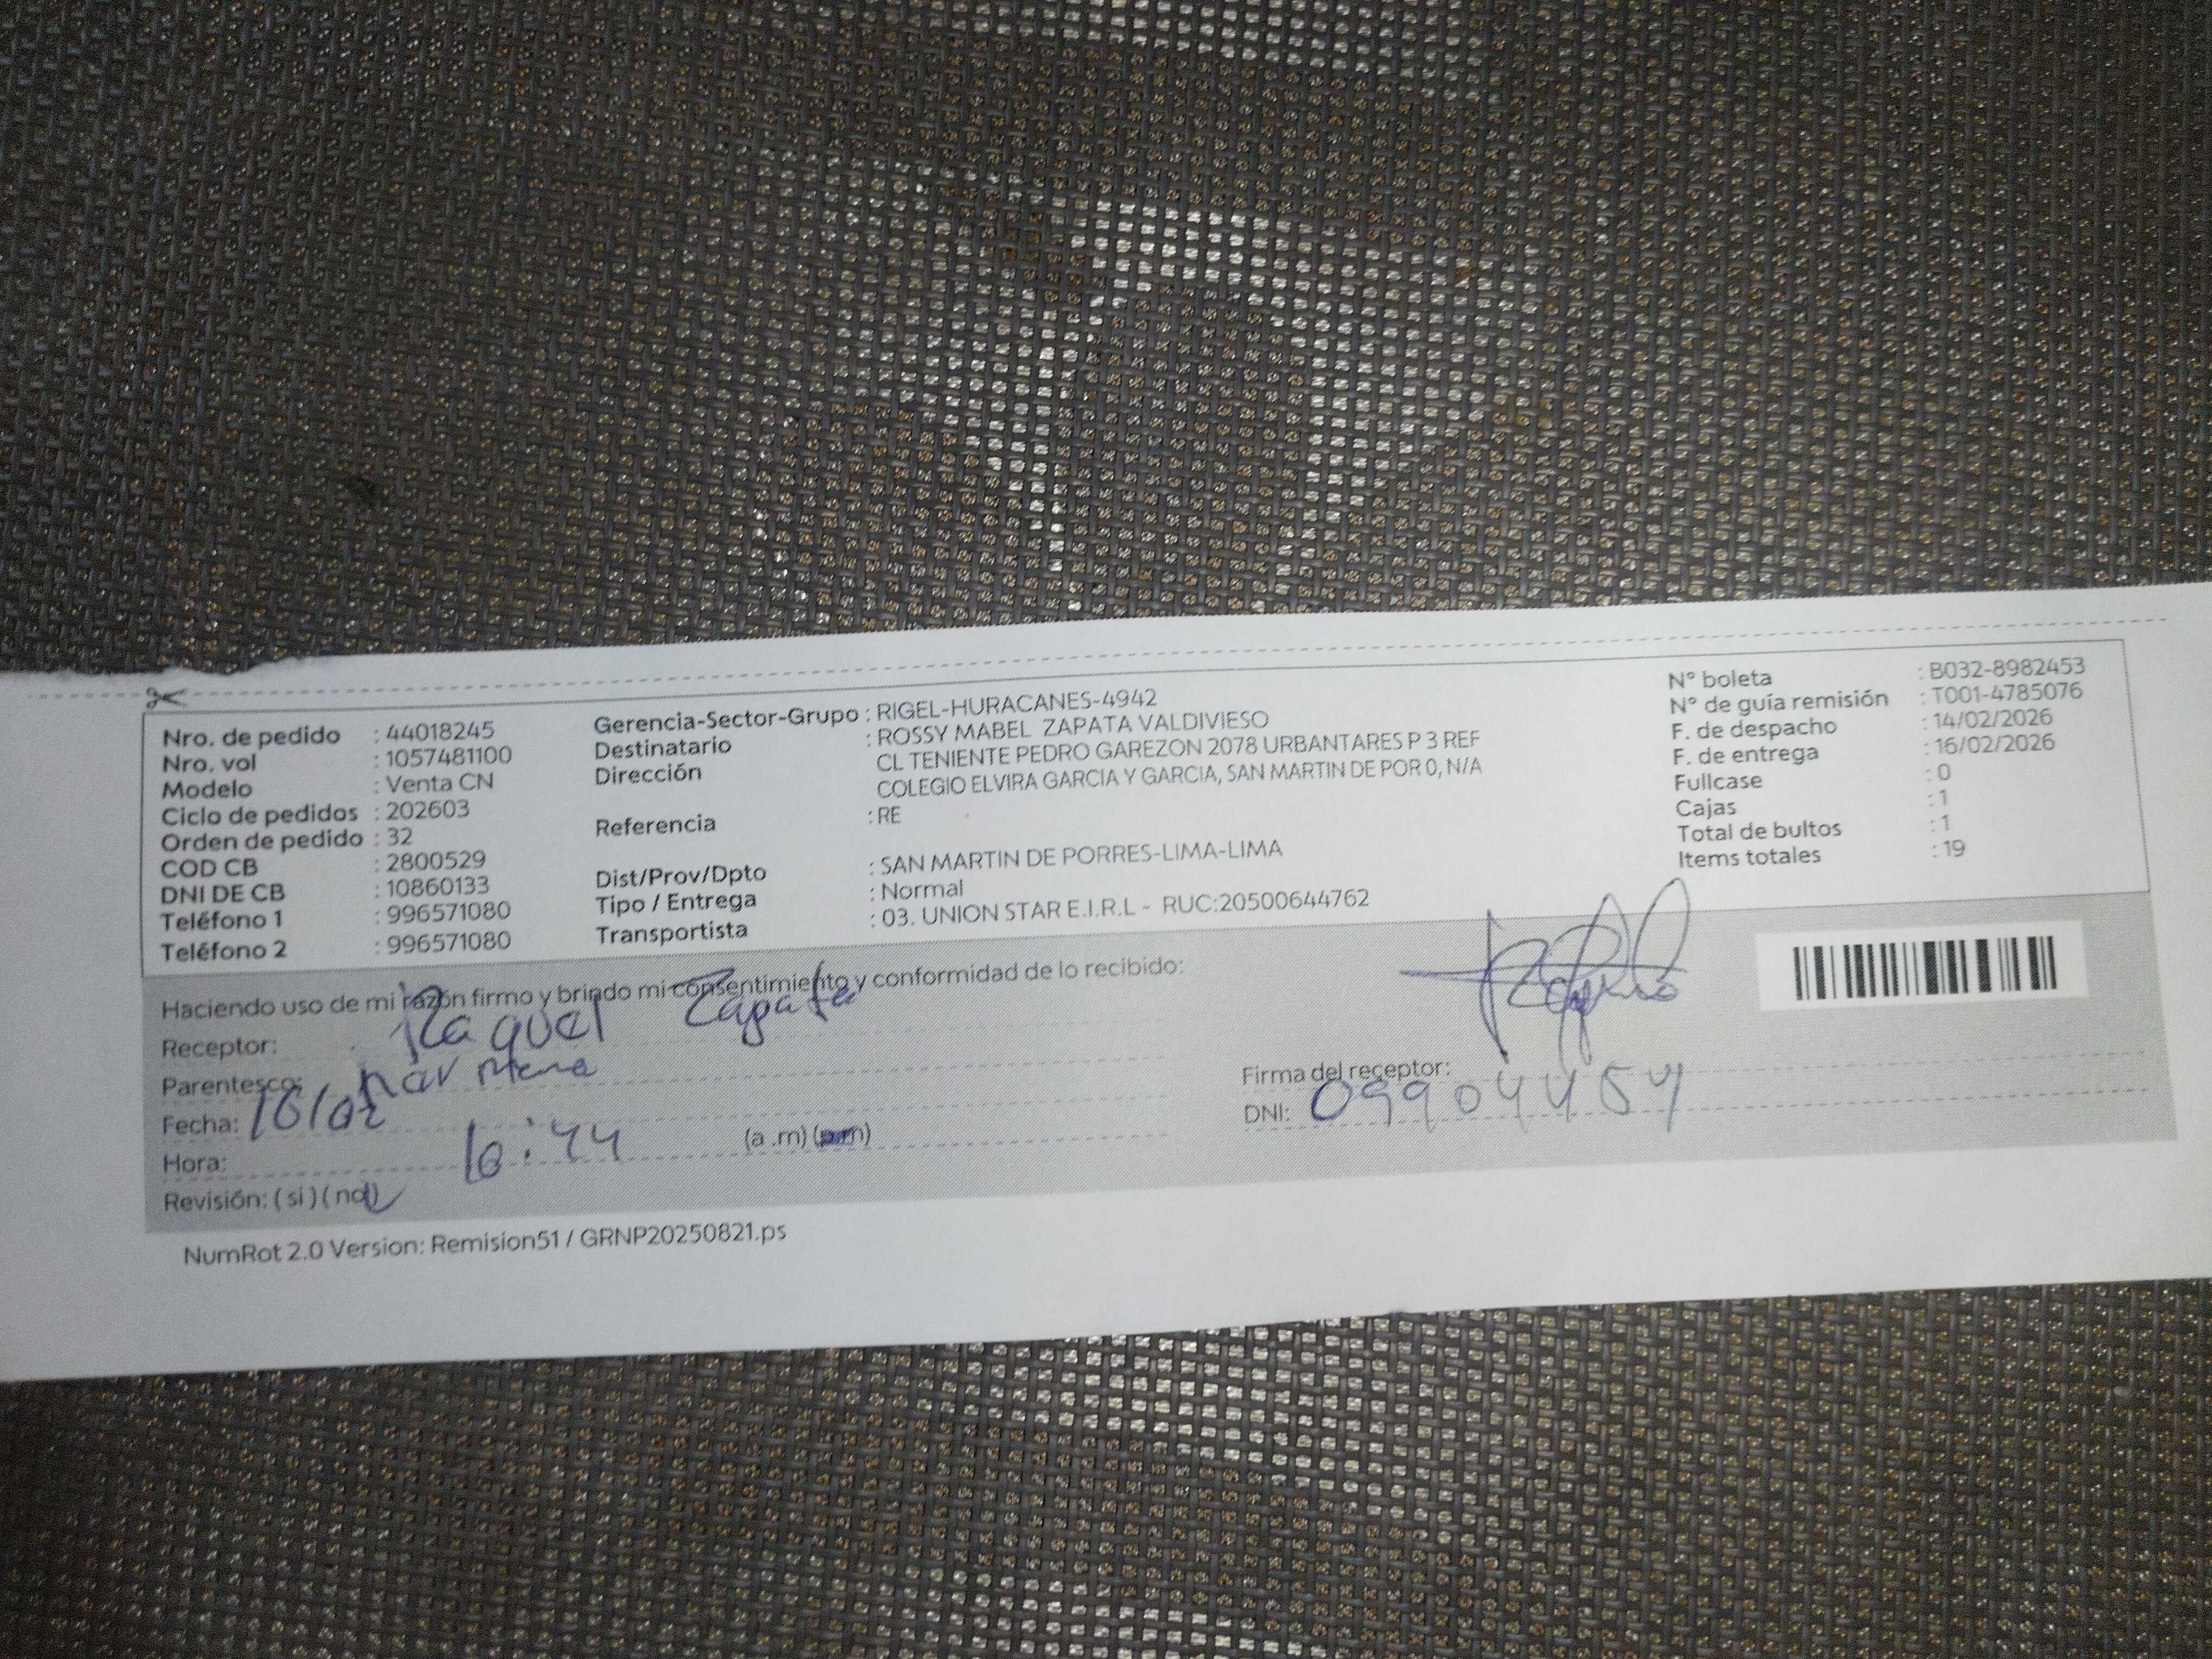 Nro. de pedido : 44018245
Nro. vol : 1057481100
Modelo : Venta CN
Ciclo de pedidos : 202603
Orden de pedido : 32
COD CB : 2800529
DNI DE CB : 10860133
Teléfono 1 : 996571080
Teléfono 2 : 996571080
Gerencia-Sector-Grupo : RIGEL-HURACANES-4942
Destinatario : ROSSY MABEL ZAPATA VALDIVIESO
Dirección CL TENIENTE PEDRO GAREZON 2078 URBANTARES P 3 REF
COLEGIO ELVIRA GARCIA Y GARCIA, SAN MARTIN DE POR 0, N/A
Referencia : RE
Dist/Prov/Dpto : SAN MARTIN DE PORRES-LIMA-LIMA
Tipo / Entrega : Normal
Transportista : 03. UNION STAR E.I.R.L - RUC:20500644762
N° boleta : B032-8982453
N° de guía remisión : T001-4785076
F. de despacho : 14/02/2026
F. de entrega : 16/02/2026
Fullcase : 0
Cajas : 1
Total de bultos : 1
Items totales : 19
Haciendo uso de mi razón firmo y brindo mi consentimiento y conformidad de lo recibido:
Receptor: Raquel Zapata
Parentesco:
Fecha: 16/02
Hora: 10:44 (a .m) (p.m)
Revisión: ( si ) ( no )
Firma del receptor:
DNI: 09904454
NumRot 2.0 Version: Remision51 / GRNP20250821.ps